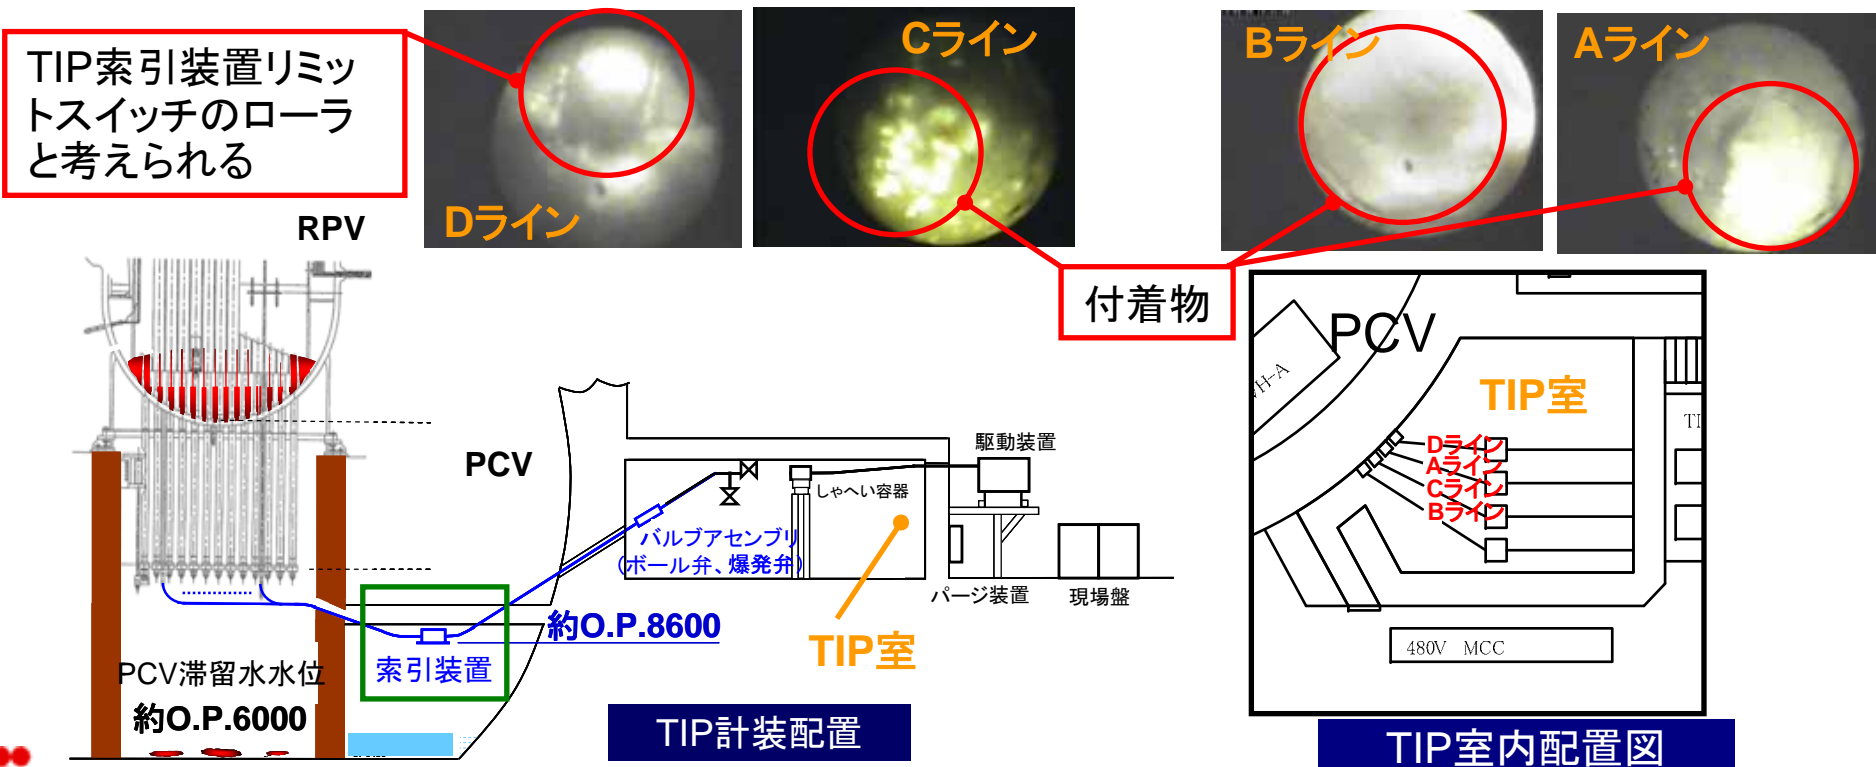 TIP索引装置リミッ
トスイッチのローラ
と考えられる
Dライン
Cライン
Bライン
Aライン
付着物
RPV
PCV
駆動装置
しゃへい容器
バルブアセンブリ
(ボール弁、爆発弁)
TIP室
パージ装置
現場盤
約O.P.8600
索引装置
PCV滞留水水位
約O.P.6000
TIP計装配置
PCV
TIP室
Dライン
Aライン
Cライン
Bライン
480V MCC
TIP室内配置図